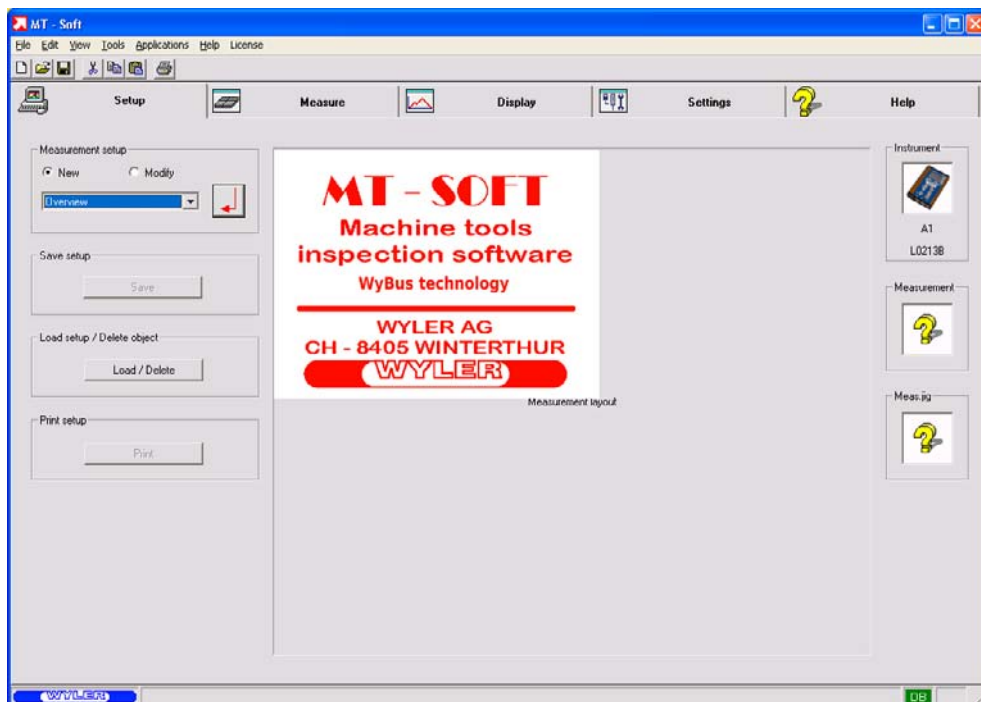 MT - Soft
File Edit View Tools Applications Help License
Setup Measure Display Settings Help
Measurement setup
New Modify
Overview
Save setup
Save
Load setup / Delete object
Load / Delete
Print setup
Print
MT - SOFT
Machine tools
inspection software
WyBus technology
WYLER AG
CH - 8405 WINTERTHUR
WYLER
Measurement layout
Instrument
A1
L0213B
Measurement
Meas.jig
WYLER
DB